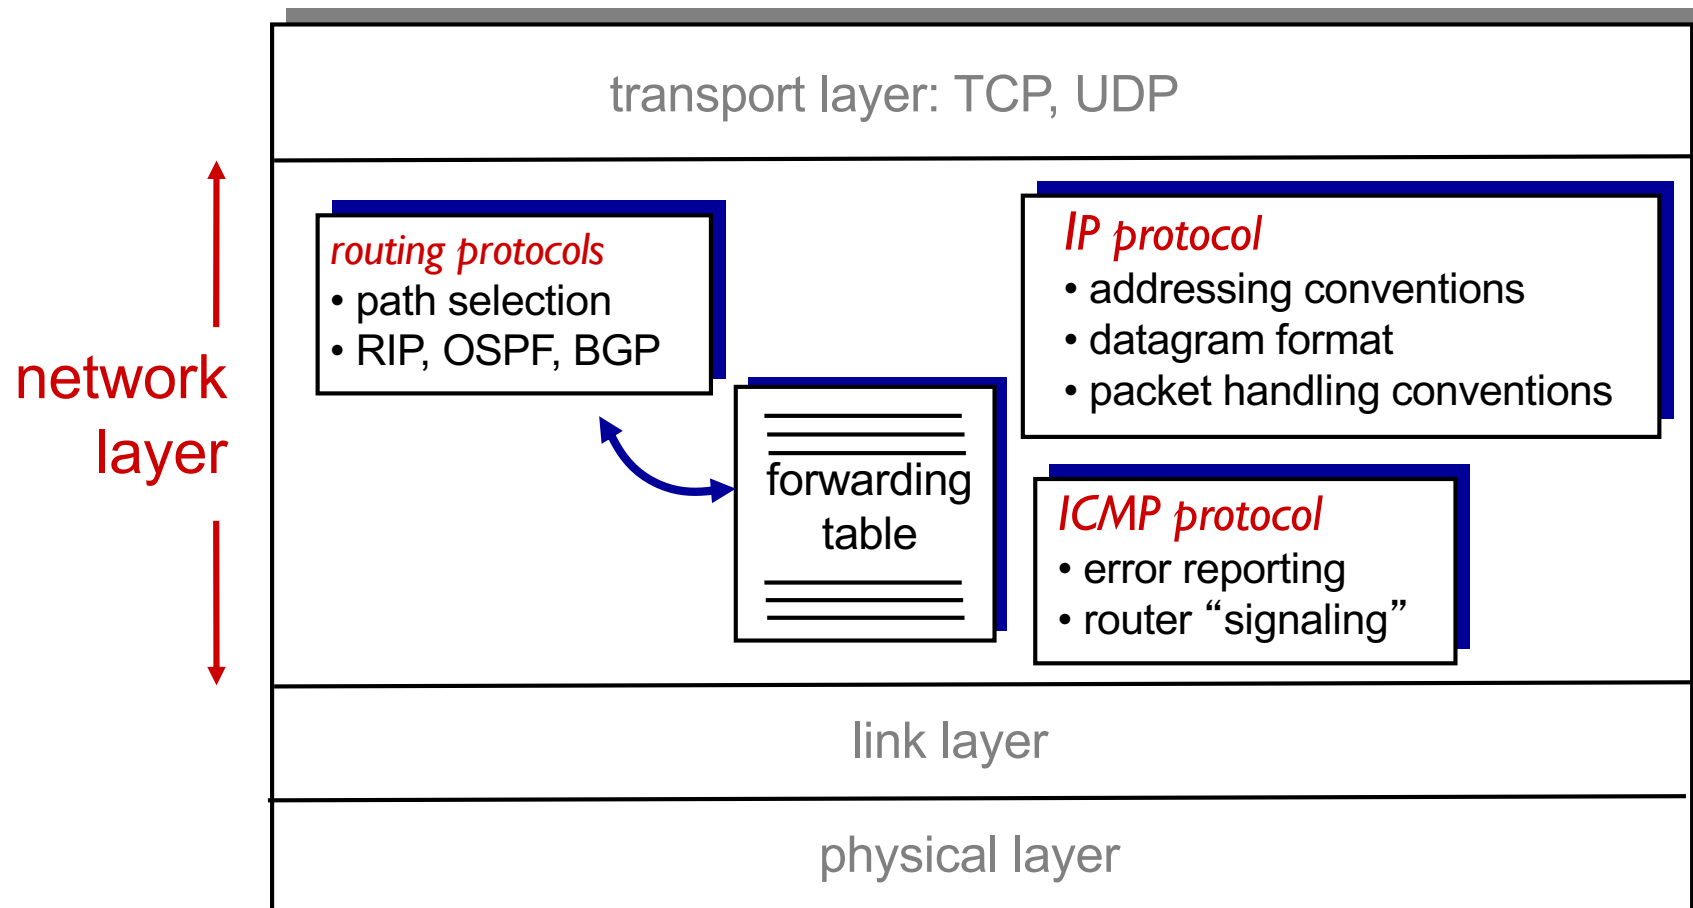 transport layer: TCP, UDP
network
layer
routing protocols
• path selection
• RIP, OSPF, BGP
forwarding
table
IP protocol
• addressing conventions
• datagram format
• packet handling conventions
ICMP protocol
• error reporting
• router “signaling”
link layer
physical layer